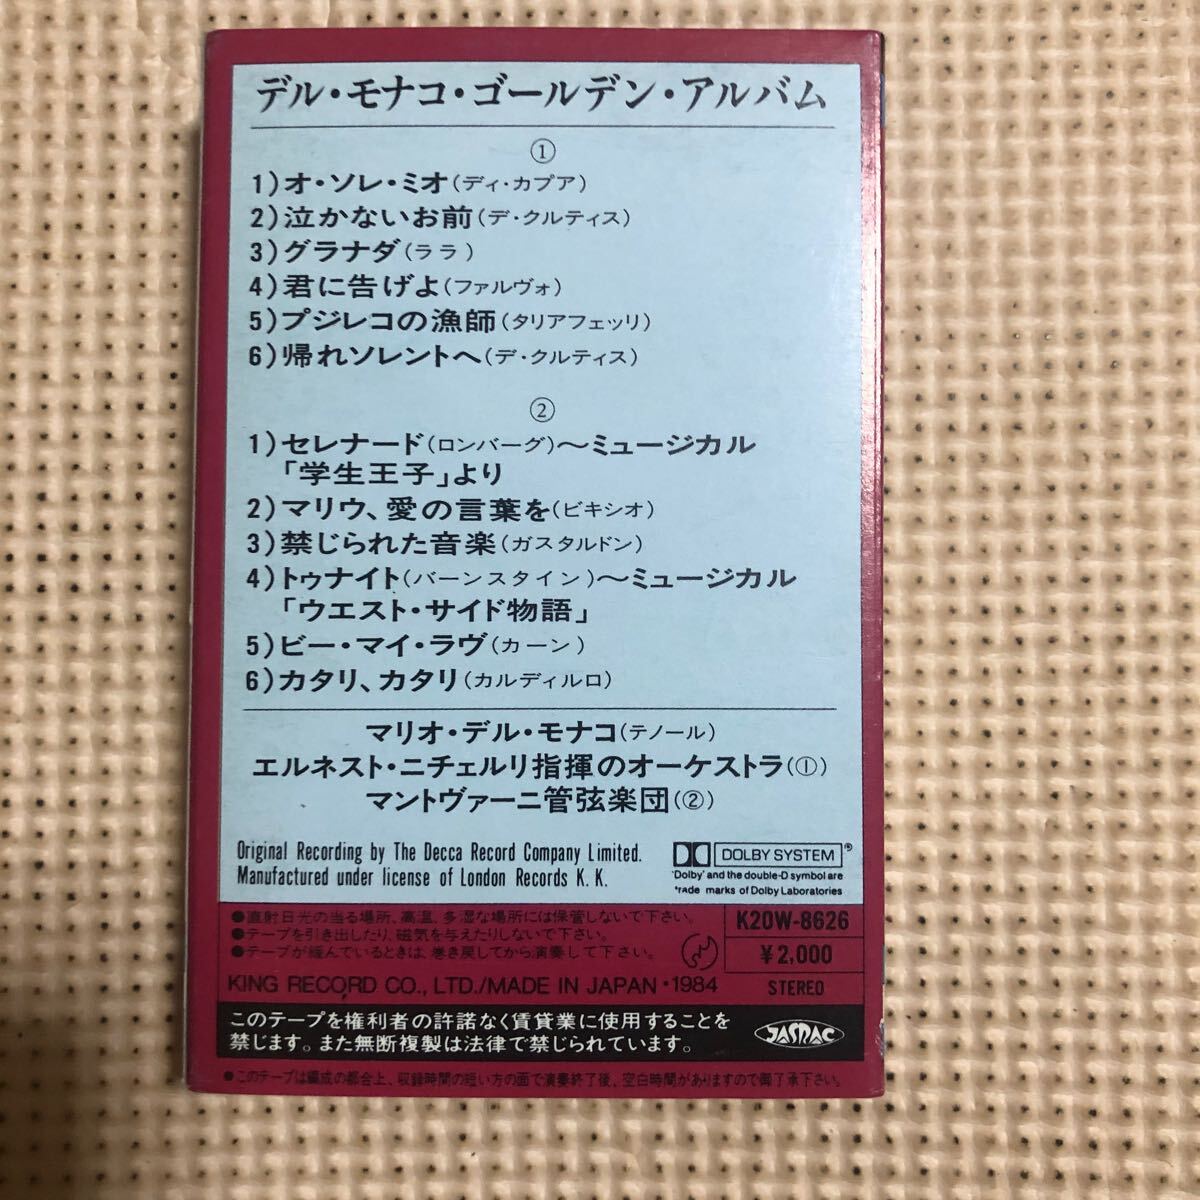 デル・モナコ・ゴールデン・アルバム
①
1)オ・ソレ・ミオ(ディ・カプア)
2)泣かないお前(デ・クルティス)
3)グラナダ(ララ)
4)君に告げよ(ファルヴォ)
5)プジレコの漁師(タリアフェッリ)
6)帰れソレントへ(デ・クルティス)
②
1)セレナード(ロンバーグ)〜ミュージカル
「学生王子」より
2)マリウ、愛の言葉を(ビキシオ)
3)禁じられた音楽(ガスタルドン)
4)トゥナイト(バーンスタイン)〜ミュージカル
「ウエスト・サイド物語」
5)ビー・マイ・ラヴ(カーン)
6)カタリ、カタリ(カルディルロ)
マリオ・デル・モナコ(テノール)
エルネスト・ニチェルリ指揮のオーケストラ(①)
マントヴァーニ管弦楽団(②)
Original Recording by The Decca Record Company Limited.
Manufactured under license of London Records K. K.
DOLBY SYSTEM®
'Dolby' and the double-D symbol are
trade marks of Dolby Laboratories
●直射日光の当る場所、高温、多湿な場所には保管しないで下さい。
●テープを引き出したり、磁気を与えたりしないで下さい。
●テープが緩んでいるときは、巻き戻してから演奏して下さい。
K20W-8626
¥2,000
STEREO
KING RECORD CO., LTD./MADE IN JAPAN・1984
このテープを権利者の許諾なく賃貸業に使用することを
禁じます。また無断複製は法律で禁じられています。
JASRAC
●このテープは編成の都合上、収録時間の短い方の面で演奏終了後、空白時間がありますので御了承下さい。